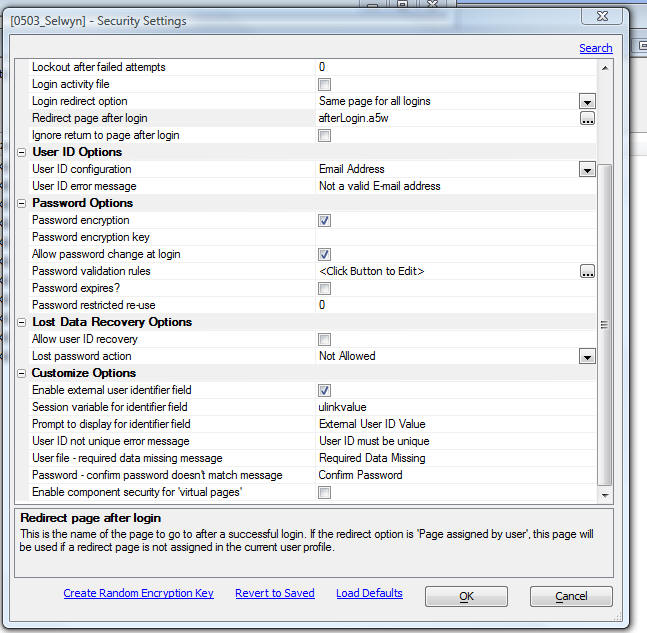 [0503_Selwyn] - Security Settings
Search
Lockout after failed attempts 0
Login activity file
Login redirect option Same page for all logins
Redirect page after login afterLogin.a5w ...
Ignore return to page after login
User ID Options
User ID configuration Email Address
User ID error message Not a valid E-mail address
Password Options
Password encryption
Password encryption key
Allow password change at login
Password validation rules <Click Button to Edit> ...
Password expires?
Password restricted re-use 0
Lost Data Recovery Options
Allow user ID recovery
Lost password action Not Allowed
Customize Options
Enable external user identifier field
Session variable for identifier field ulinkvalue
Prompt to display for identifier field External User ID Value
User ID not unique error message User ID must be unique
User file - required data missing message Required Data Missing
Password - confirm password doesn't match message Confirm Password
Enable component security for 'virtual pages'
Redirect page after login
This is the name of the page to go to after a successful login. If the redirect option is 'Page assigned by user', this page will
be used if a redirect page is not assigned in the current user profile.
Create Random Encryption Key Revert to Saved Load Defaults OK Cancel